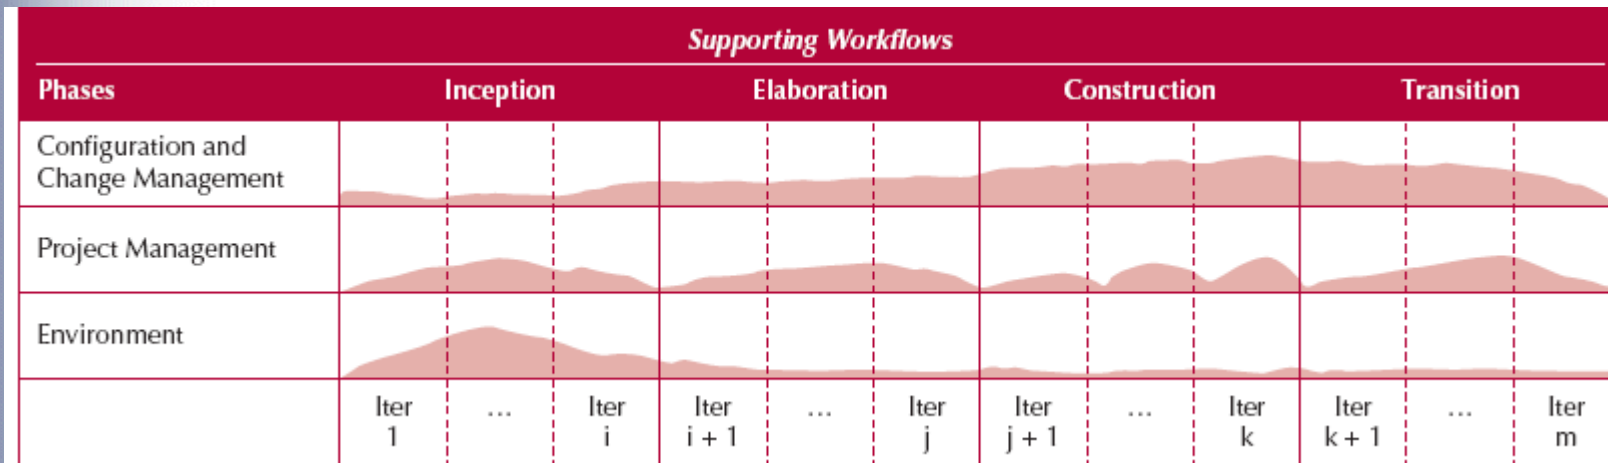 Supporting Workflows
Phases Inception Elaboration Construction Transition
Configuration and
Change Management
Project Management
Environment
Iter ... Iter Iter ... Iter Iter ... Iter Iter ... Iter
1 i i + 1 j j + 1 k k + 1 m